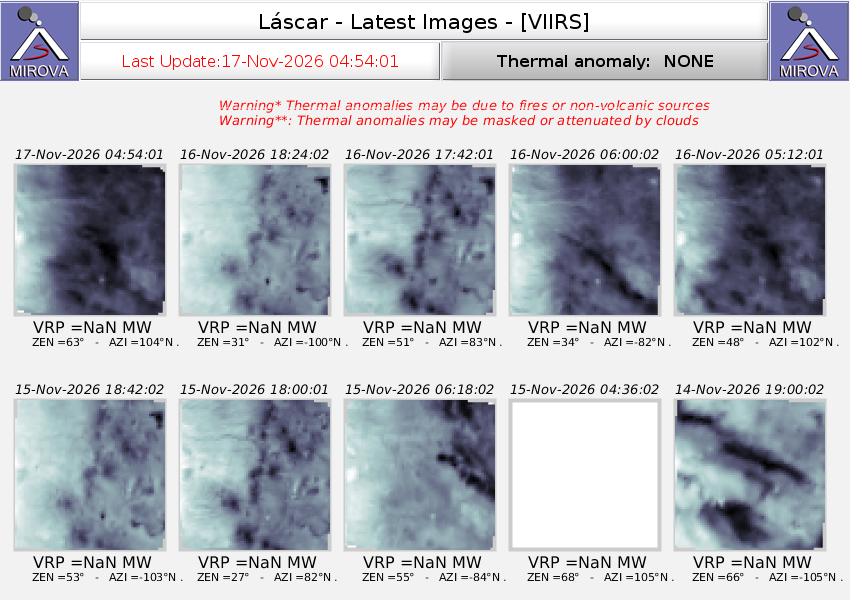 Láscar - Latest Images - [VIIRS]
MIROVA
Last Update:17-Nov-2026 04:54:01
Thermal anomaly: NONE
MIROVA
Warning* Thermal anomalies may be due to fires or non-volcanic sources
Warning**: Thermal anomalies may be masked or attenuated by clouds
17-Nov-2026 04:54:01 16-Nov-2026 18:24:02 16-Nov-2026 17:42:01 16-Nov-2026 06:00:02 16-Nov-2026 05:12:01
VRP =NaN MW VRP =NaN MW VRP =NaN MW VRP =NaN MW VRP =NaN MW
ZEN =63° - AZI =104°N . ZEN =31° - AZI =-100°N . ZEN =51° - AZI =83°N . ZEN =34° - AZI =-82°N . ZEN =48° - AZI =102°N .
15-Nov-2026 18:42:02 15-Nov-2026 18:00:01 15-Nov-2026 06:18:02 15-Nov-2026 04:36:02 14-Nov-2026 19:00:02
VRP =NaN MW VRP =NaN MW VRP =NaN MW VRP =NaN MW VRP =NaN MW
ZEN =53° - AZI =-103°N . ZEN =27° - AZI =82°N . ZEN =55° - AZI =-84°N . ZEN =68° - AZI =105°N . ZEN =66° - AZI =-105°N .